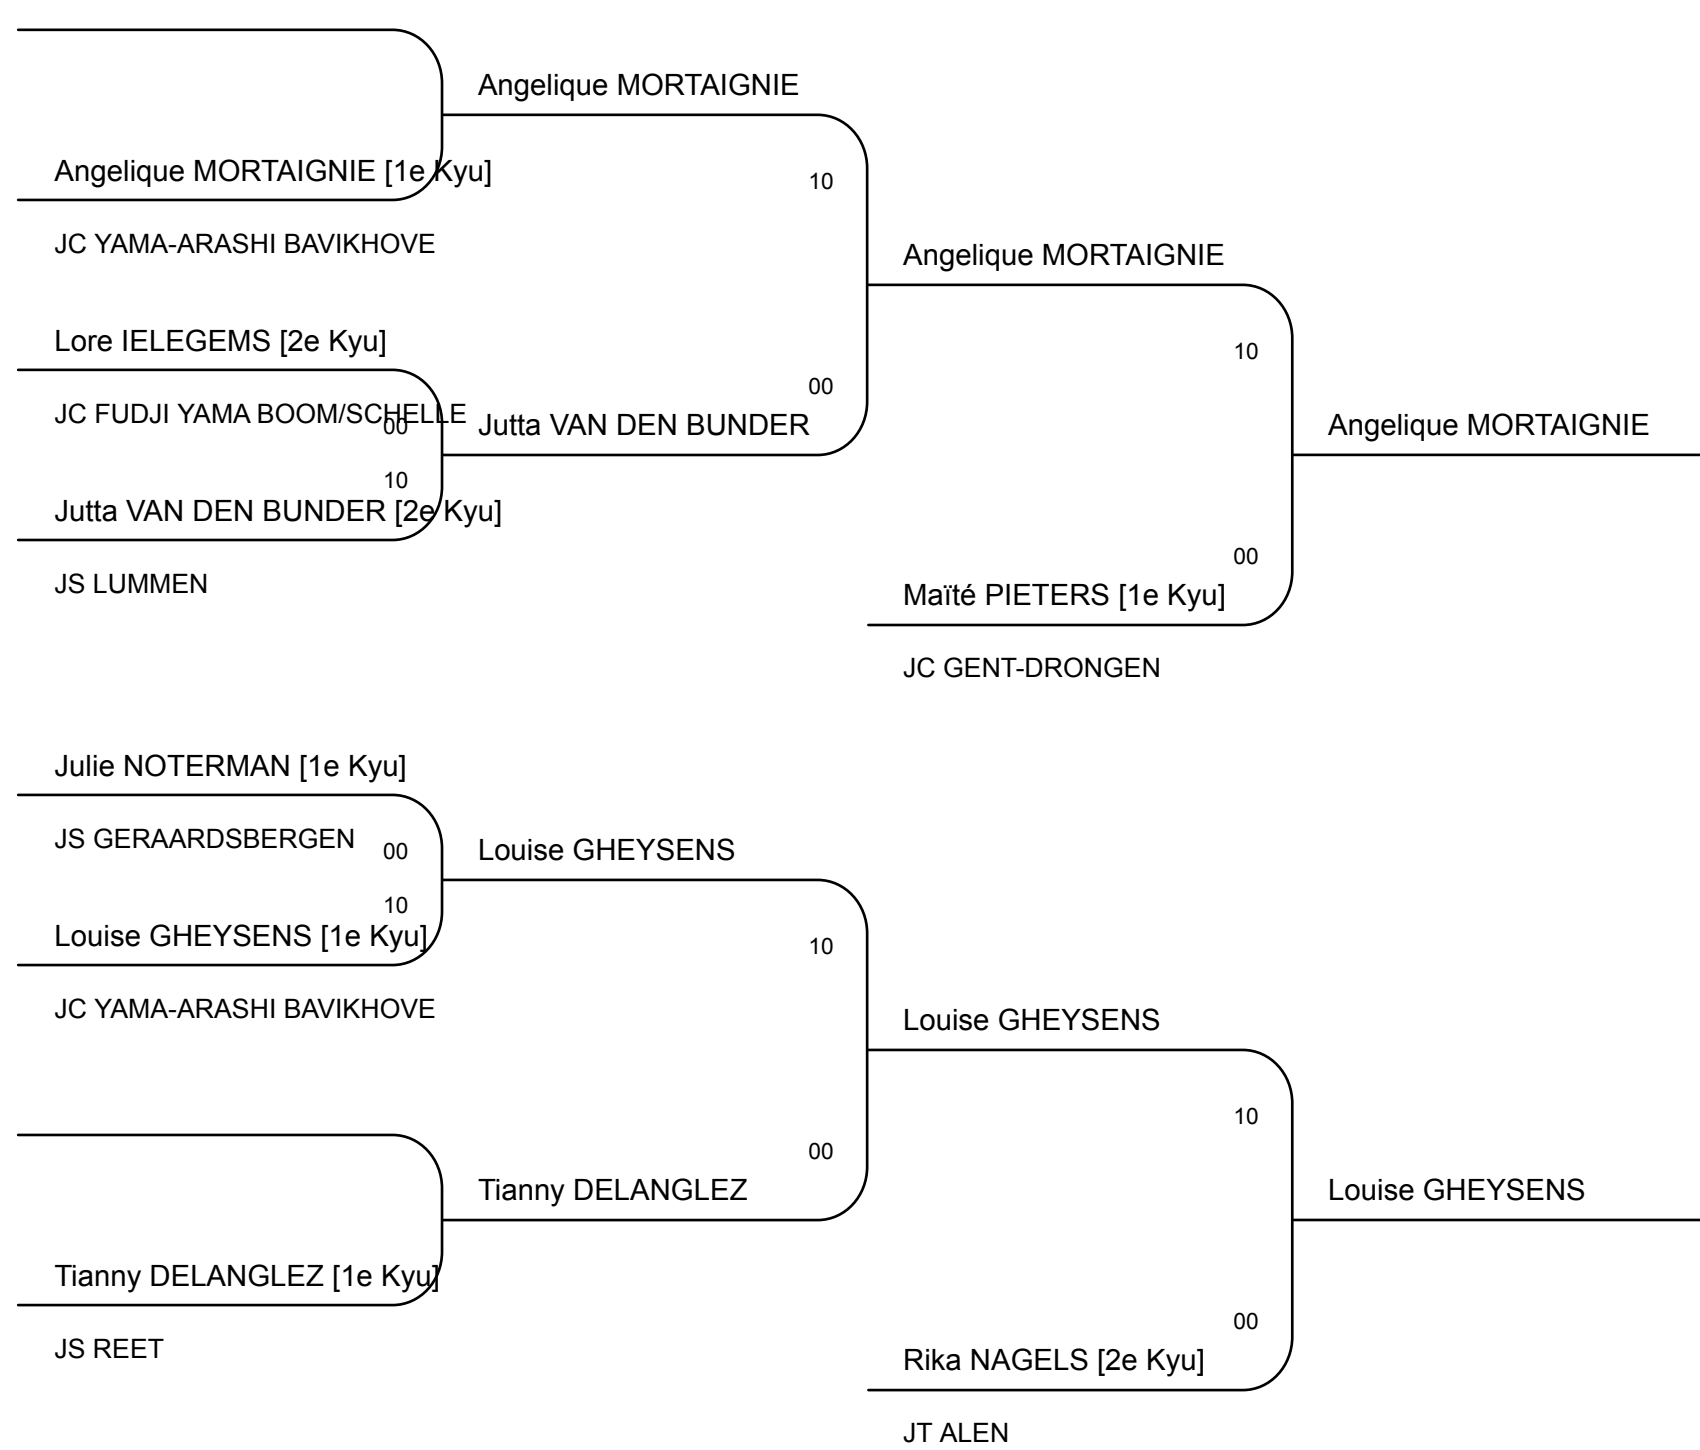 Angelique MORTAIGNIE
Angelique MORTAIGNIE [1e Kyu]
10
JC YAMA-ARASHI BAVIKHOVE
Angelique MORTAIGNIE
Lore IELEGEMS [2e Kyu]
10
00
JC FUDJI YAMA BOOM/SCHELLE
00
Jutta VAN DEN BUNDER
Angelique MORTAIGNIE
10
Jutta VAN DEN BUNDER [2e Kyu]
00
JS LUMMEN
Maïté PIETERS [1e Kyu]
JC GENT-DRONGEN
Julie NOTERMAN [1e Kyu]
JS GERAARDSBERGEN
00
Louise GHEYSENS
10
Louise GHEYSENS [1e Kyu]
10
JC YAMA-ARASHI BAVIKHOVE
Louise GHEYSENS
10
00
Tianny DELANGLEZ
Louise GHEYSENS
Tianny DELANGLEZ [1e Kyu]
00
JS REET
Rika NAGELS [2e Kyu]
JT ALEN